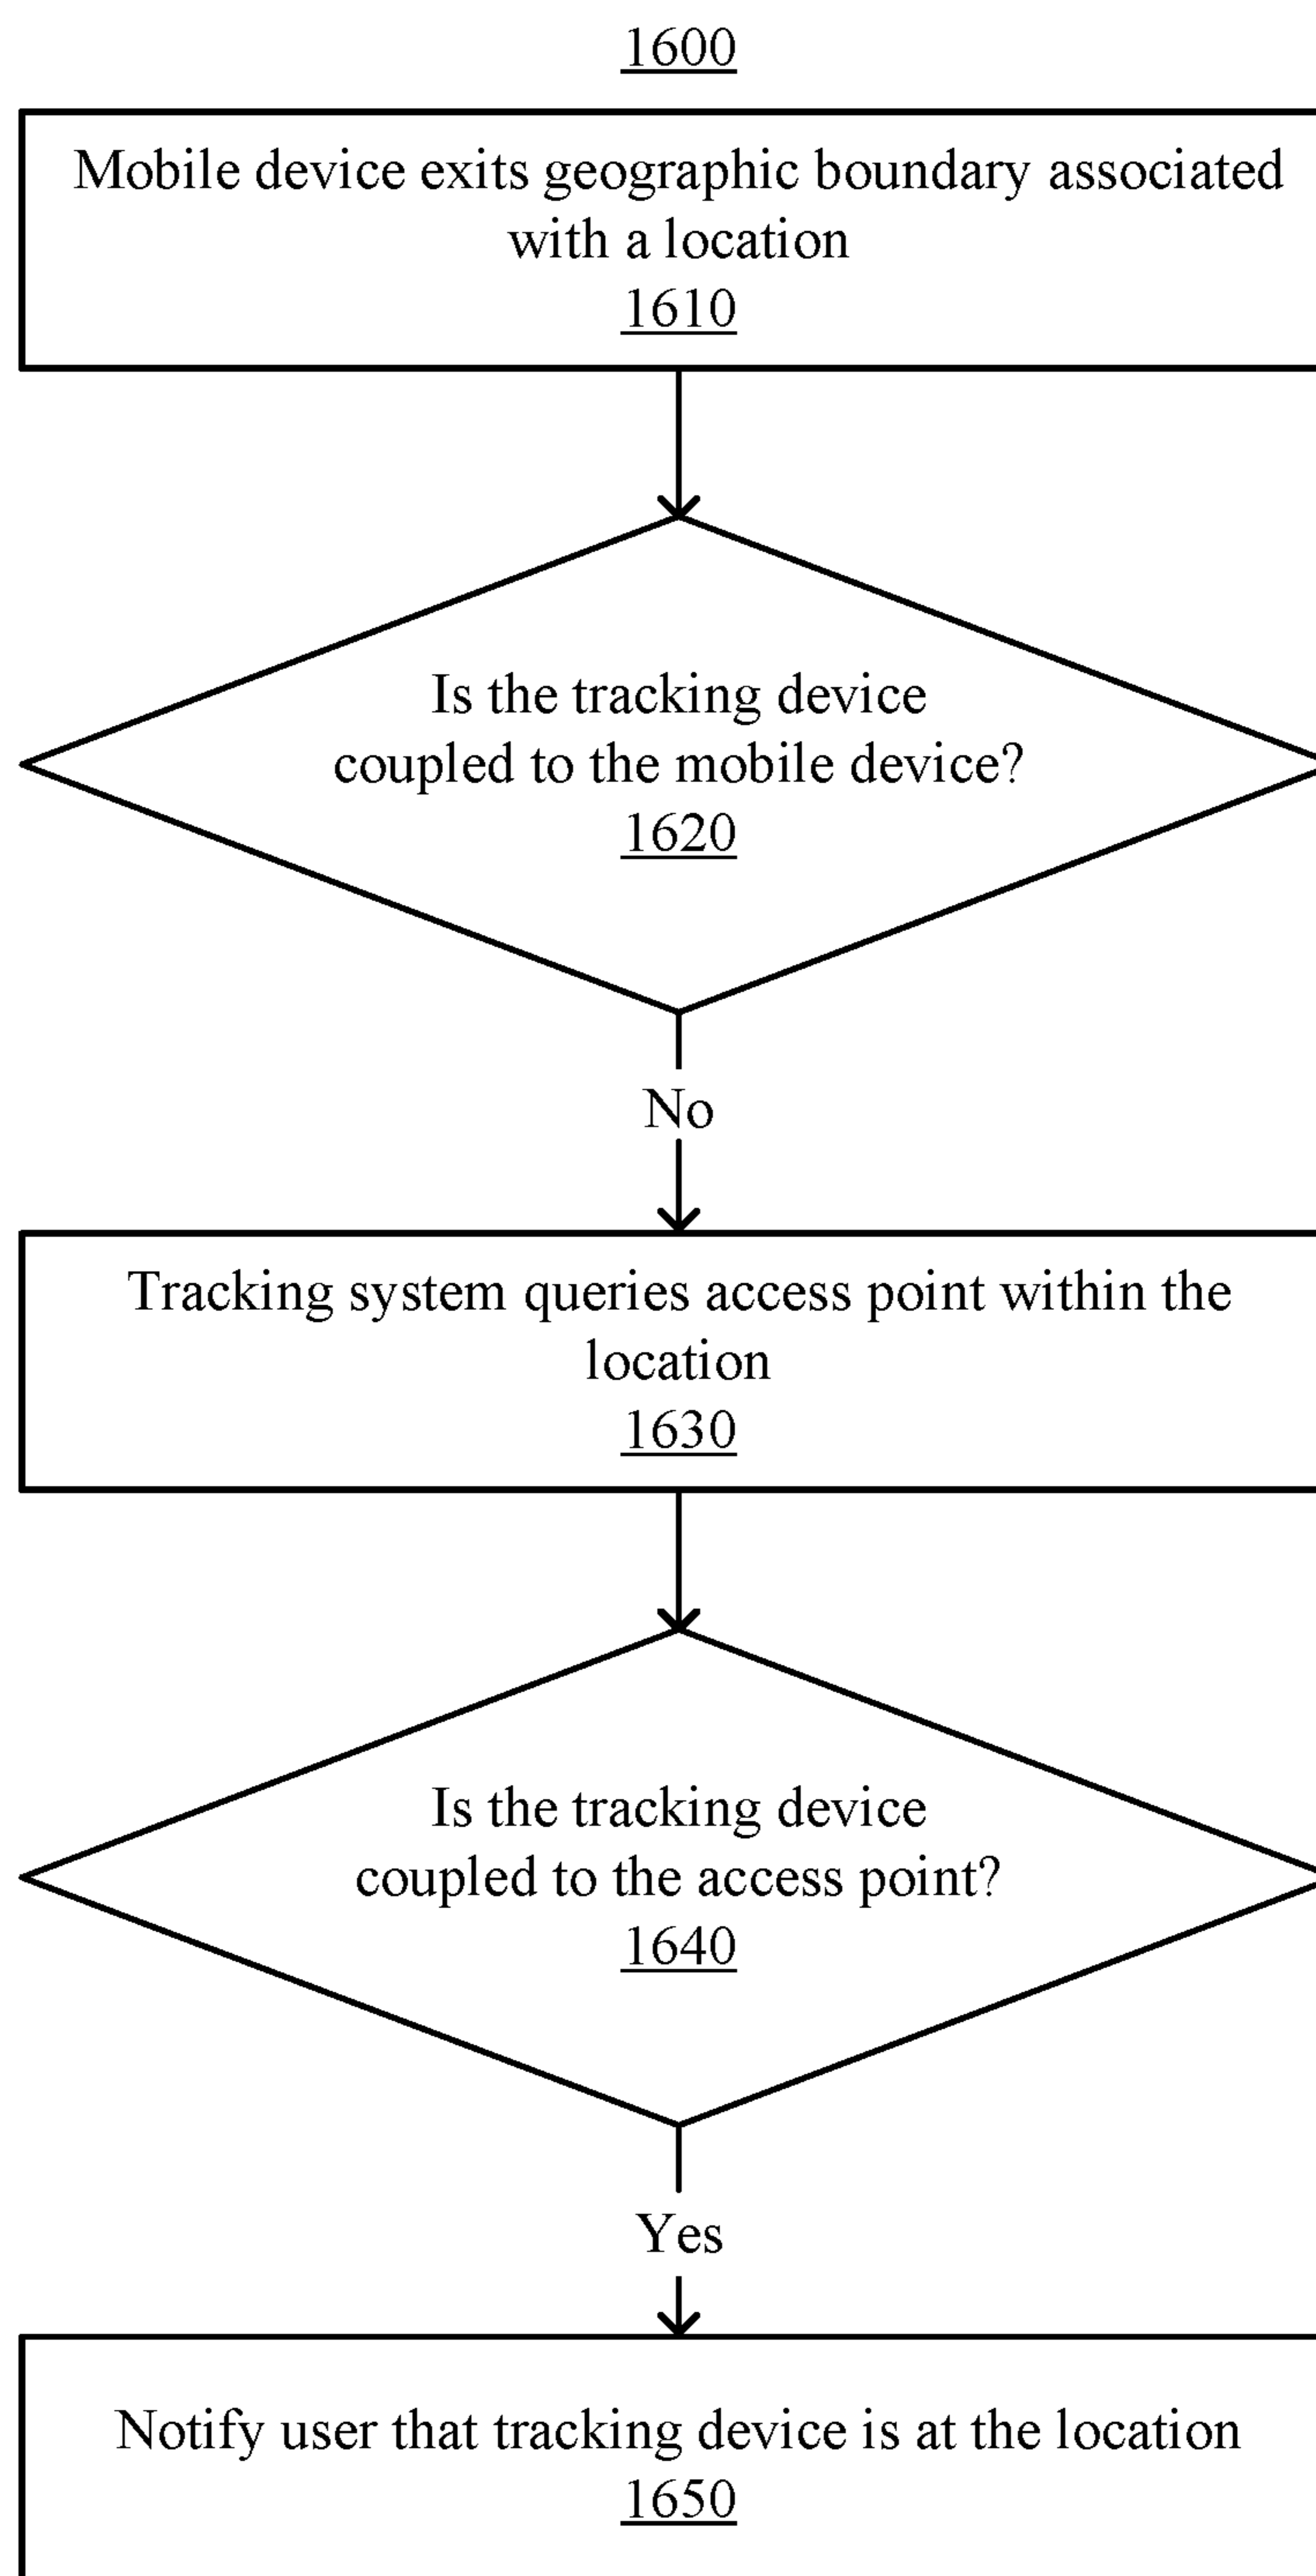 1600
Mobile device exits geographic boundary associated
with a location
1610
Is the tracking device
coupled to the mobile device?
1620
No
Tracking system queries access point within the
location
1630
Is the tracking device
coupled to the access point?
1640
Yes
Notify user that tracking device is at the location
1650